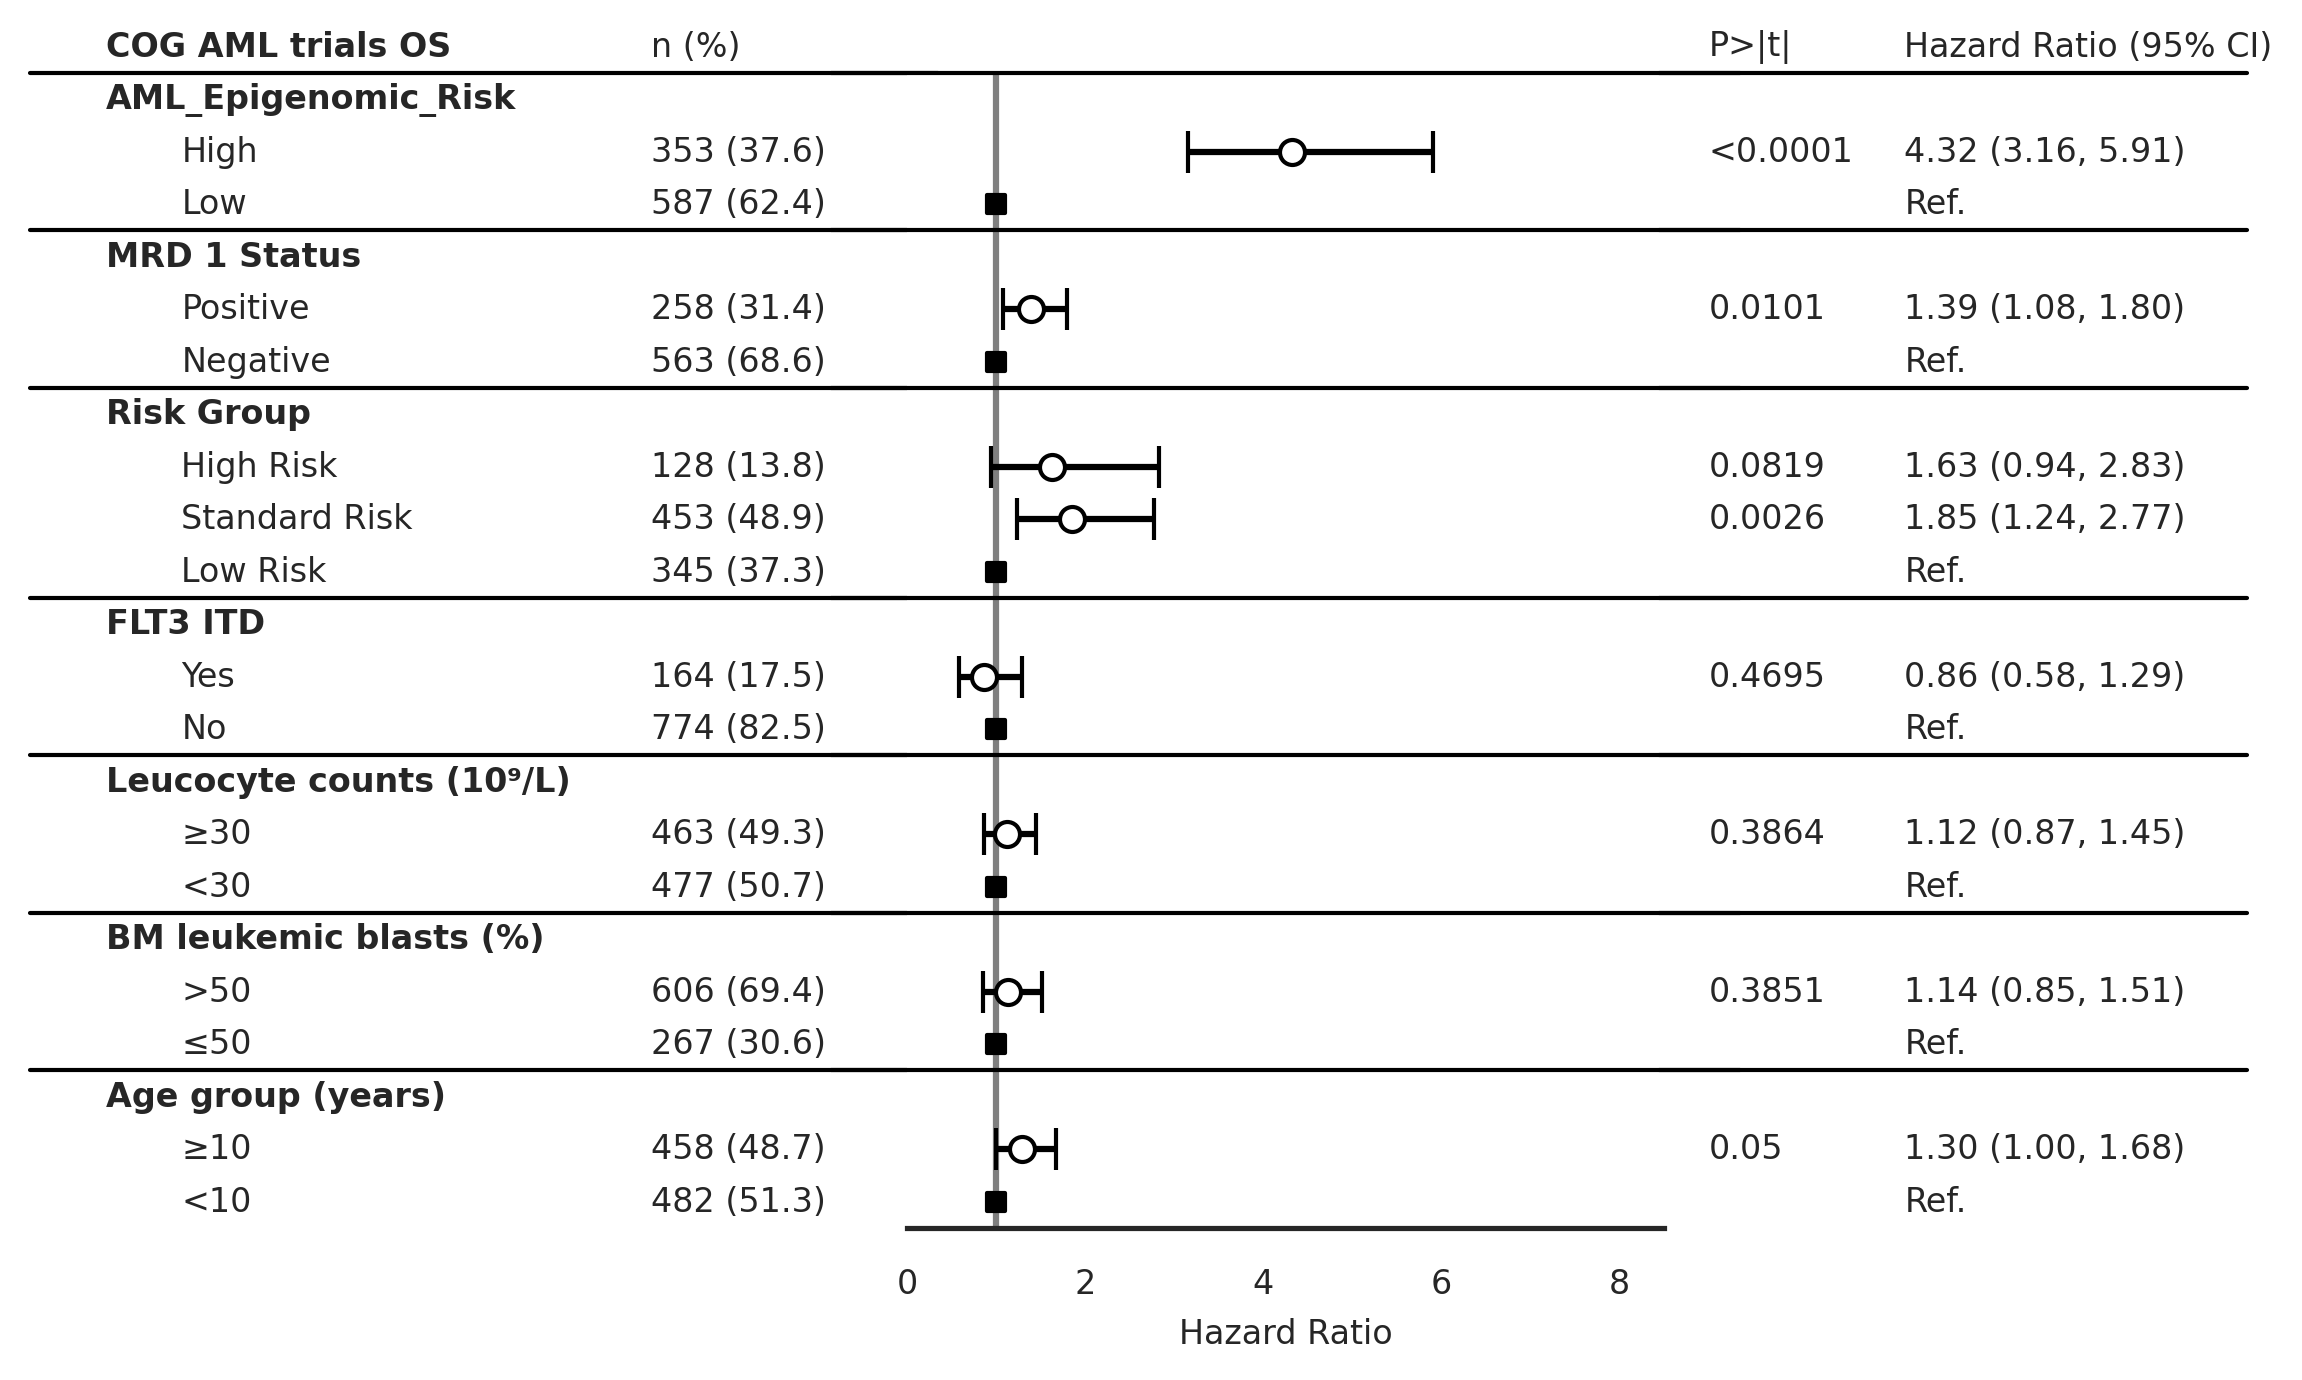 COG AML trials OS n (%) P>|t| Hazard Ratio (95% CI)
AML_Epigenomic_Risk
High 353 (37.6) <0.0001 4.32 (3.16, 5.91)
Low 587 (62.4) Ref.
MRD 1 Status
Positive 258 (31.4) 0.0101 1.39 (1.08, 1.80)
Negative 563 (68.6) Ref.
Risk Group
High Risk 128 (13.8) 0.0819 1.63 (0.94, 2.83)
Standard Risk 453 (48.9) 0.0026 1.85 (1.24, 2.77)
Low Risk 345 (37.3) Ref.
FLT3 ITD
Yes 164 (17.5) 0.4695 0.86 (0.58, 1.29)
No 774 (82.5) Ref.
Leucocyte counts (10⁹/L)
≥30 463 (49.3) 0.3864 1.12 (0.87, 1.45)
<30 477 (50.7) Ref.
BM leukemic blasts (%)
>50 606 (69.4) 0.3851 1.14 (0.85, 1.51)
≤50 267 (30.6) Ref.
Age group (years)
≥10 458 (48.7) 0.05 1.30 (1.00, 1.68)
<10 482 (51.3) Ref.
0 2 4 6 8
Hazard Ratio